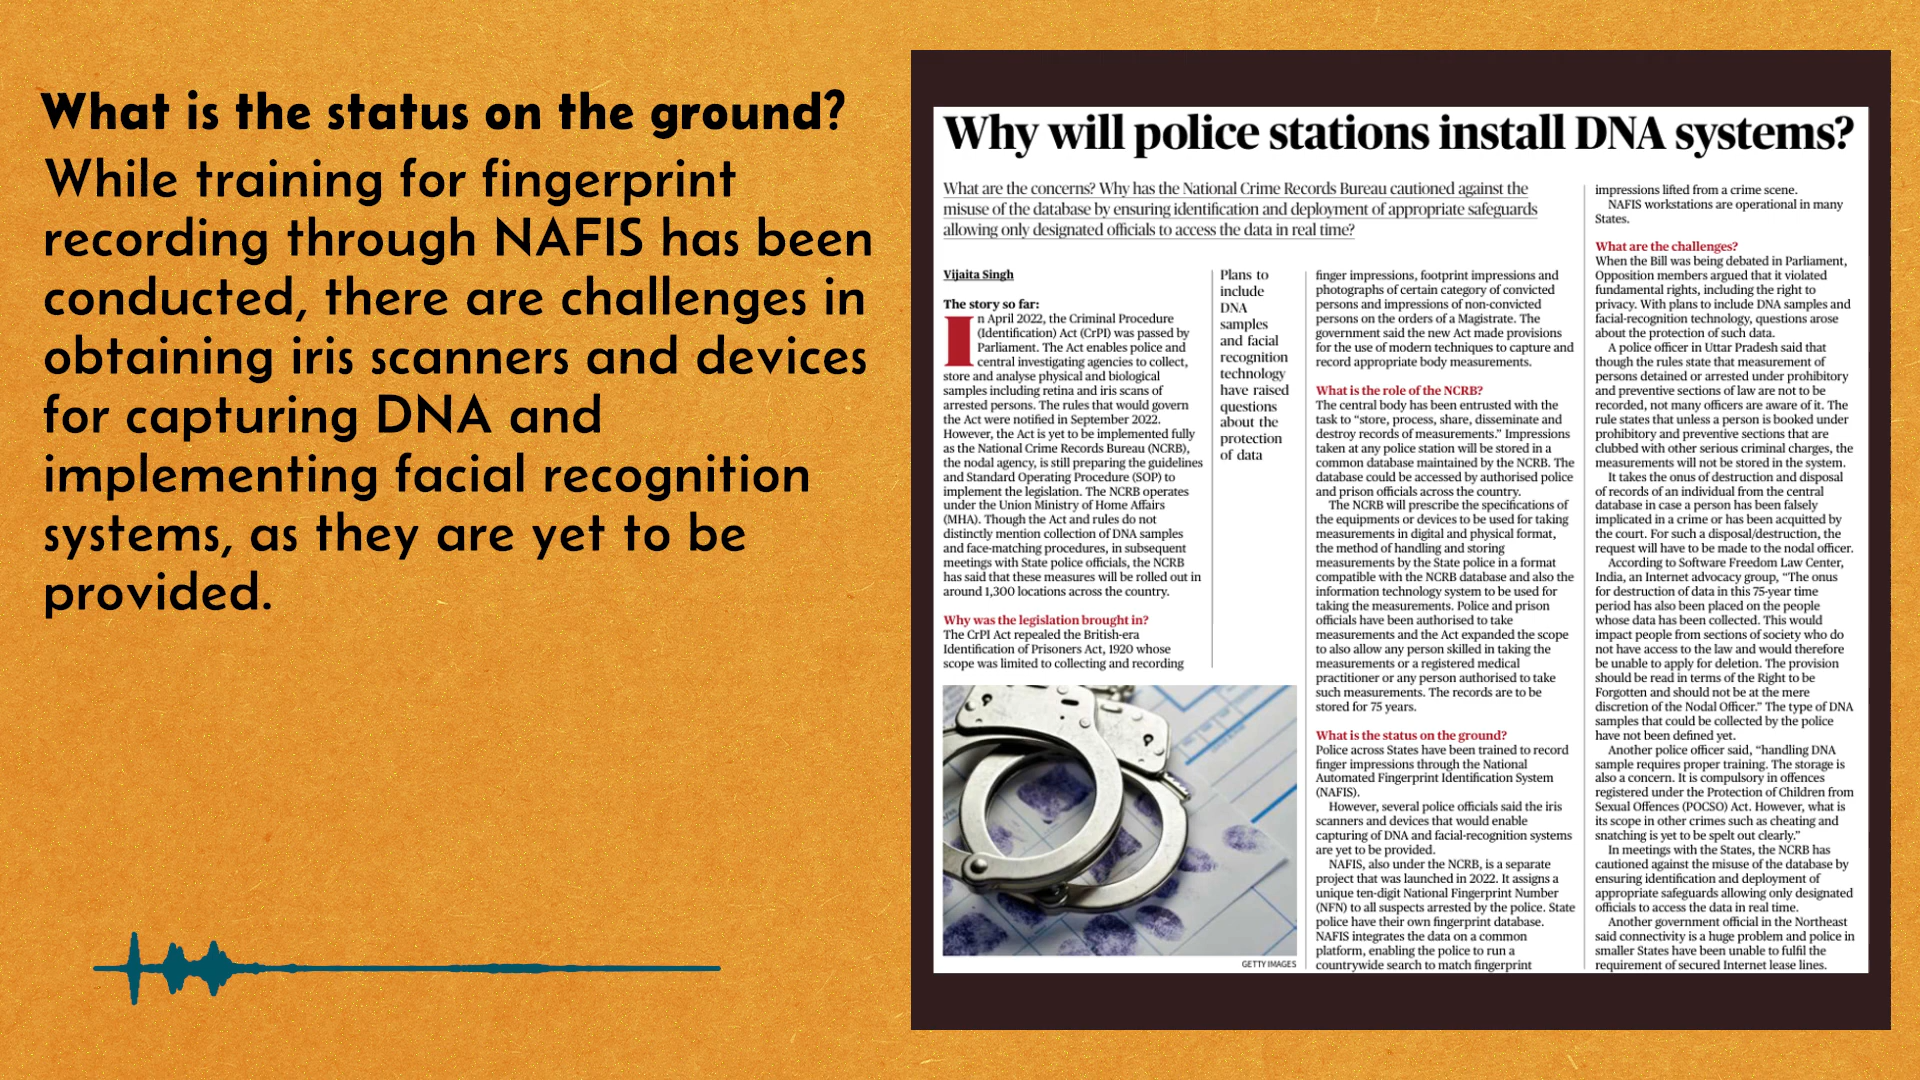 What is the status on the ground?
While training for fingerprint
recording through NAFIS has been
conducted, there are challenges in
obtaining iris scanners and devices
for capturing DNA and
implementing facial recognition
systems, as they are yet to be
provided.
Why will police stations install DNA systems?
What are the concerns? Why has the National Crime Records Bureau cautioned against the
misuse of the database by ensuring identification and deployment of appropriate safeguards
allowing only designated officials to access the data in real time?
Vijaita Singh
The story so far:
In April 2022, the Criminal Procedure
(Identification) Act (CrPI) was passed by
Parliament. The Act enables police and
central investigating agencies to collect,
store and analyse physical and biological
samples including retina and iris scans of
arrested persons. The rules that would govern
the Act were notified in September 2022.
However, the Act is yet to be implemented fully
as the National Crime Records Bureau (NCRB),
the nodal agency, is still preparing the guidelines
and Standard Operating Procedure (SOP) to
implement the legislation. The NCRB operates
under the Union Ministry of Home Affairs
(MHA). Though the Act and rules do not
distinctly mention collection of DNA samples
and face-matching procedures, in subsequent
meetings with State police officials, the NCRB
has said that these measures will be rolled out in
around 1,300 locations across the country.
Why was the legislation brought in?
The CrPI Act repealed the British-era
Identification of Prisoners Act, 1920 whose
scope was limited to collecting and recording
Plans to
include
DNA
samples
and facial
recognition
technology
have raised
questions
about the
protection
of data
GETTY IMAGES
finger impressions, footprint impressions and
photographs of certain category of convicted
persons and impressions of non-convicted
persons on the orders of a Magistrate. The
government said the new Act made provisions
for the use of modern techniques to capture and
record appropriate body measurements.
What is the role of the NCRB?
The central body has been entrusted with the
task to “store, process, share, disseminate and
destroy records of measurements.” Impressions
taken at any police station will be stored in a
common database maintained by the NCRB. The
database could be accessed by authorised police
and prison officials across the country.
The NCRB will prescribe the specifications of
the equipments or devices to be used for taking
measurements in digital and physical format,
the method of handling and storing
measurements by the State police in a format
compatible with the NCRB database and also the
information technology system to be used for
taking the measurements. Police and prison
officials have been authorised to take
measurements and the Act expanded the scope
to also allow any person skilled in taking the
measurements or a registered medical
practitioner or any person authorised to take
such measurements. The records are to be
stored for 75 years.
What is the status on the ground?
Police across States have been trained to record
finger impressions through the National
Automated Fingerprint Identification System
(NAFIS).
However, several police officials said the iris
scanners and devices that would enable
capturing of DNA and facial-recognition systems
are yet to be provided.
NAFIS, also under the NCRB, is a separate
project that was launched in 2022. It assigns a
unique ten-digit National Fingerprint Number
(NFN) to all suspects arrested by the police. State
police have their own fingerprint database.
NAFIS integrates the data on a common
platform, enabling the police to run a
countrywide search to match fingerprint
impressions lifted from a crime scene.
NAFIS workstations are operational in many
States.
What are the challenges?
When the Bill was being debated in Parliament,
Opposition members argued that it violated
fundamental rights, including the right to
privacy. With plans to include DNA samples and
facial-recognition technology, questions arose
about the protection of such data.
A police officer in Uttar Pradesh said that
though the rules state that measurement of
persons detained or arrested under prohibitory
and preventive sections of law are not to be
recorded, not many officers are aware of it. The
rule states that unless a person is booked under
prohibitory and preventive sections that are
clubbed with other serious criminal charges, the
measurements will not be stored in the system.
It takes the onus of destruction and disposal
of records of an individual from the central
database in case a person has been falsely
implicated in a crime or has been acquitted by
the court. For such a disposal/destruction, the
request will have to be made to the nodal officer.
According to Software Freedom Law Center,
India, an Internet advocacy group, “The onus
for destruction of data in this 75-year time
period has also been placed on the people
whose data has been collected. This would
impact people from sections of society who do
not have access to the law and would therefore
be unable to apply for deletion. The provision
should be read in terms of the Right to be
Forgotten and should not be at the mere
discretion of the Nodal Officer.” The type of DNA
samples that could be collected by the police
have not been defined yet.
Another police officer said, “handling DNA
sample requires proper training. The storage is
also a concern. It is compulsory in offences
registered under the Protection of Children from
Sexual Offences (POCSO) Act. However, what is
its scope in other crimes such as cheating and
snatching is yet to be spelt out clearly.”
In meetings with the States, the NCRB has
cautioned against the misuse of the database by
ensuring identification and deployment of
appropriate safeguards allowing only designated
officials to access the data in real time.
Another government official in the Northeast
said connectivity is a huge problem and police in
smaller States have been unable to fulfil the
requirement of secured Internet lease lines.